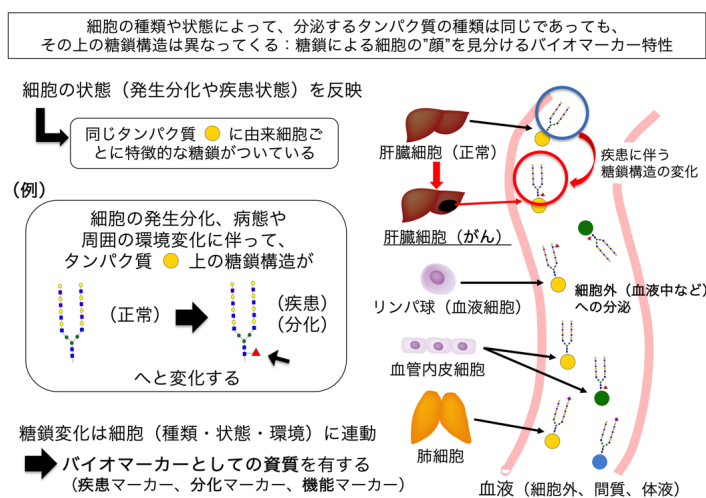 細胞の種類や状態によって、分泌するタンパク質の種類は同じであっても、
その上の糖鎖構造は異なってくる：糖鎖による細胞の”顔”を見分けるバイオマーカー特性
細胞の状態（発生分化や疾患状態）を反映
同じタンパク質 に由来細胞ご
とに特徴的な糖鎖がついている
（例）
細胞の発生分化、病態や
周囲の環境変化に伴って、
タンパク質 上の糖鎖構造が
（正常）
（疾患）
（分化）
へと変化する
糖鎖変化は細胞（種類・状態・環境）に連動
バイオマーカーとしての資質を有する
（疾患マーカー、分化マーカー、機能マーカー）
肝臓細胞（正常）
疾患に伴う
糖鎖構造の変化
肝臓細胞（がん）
リンパ球（血液細胞）
細胞外（血液中など）
への分泌
血管内皮細胞
肺細胞
血液（細胞外、間質、体液）